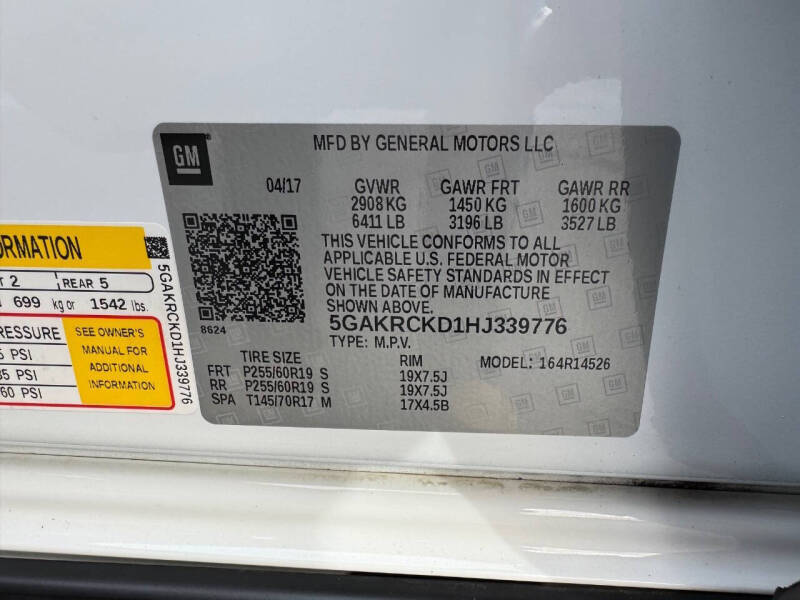 GM
MFD BY GENERAL MOTORS LLC
04/17 GVWR GAWR FRT GAWR RR
2908 KG 1450 KG 1600 KG
6411 LB 3196 LB 3527 LB
THIS VEHICLE CONFORMS TO ALL
APPLICABLE U.S. FEDERAL MOTOR
VEHICLE SAFETY STANDARDS IN EFFECT
ON THE DATE OF MANUFACTURE
SHOWN ABOVE.
8624
5GAKRCKD1HJ339776
TYPE: M.P.V.
TIRE SIZE RIM MODEL: 164R14526
FRT P255/60R19 S 19X7.5J
RR P255/60R19 S 19X7.5J
SPA T145/70R17 M 17X4.5B
2 REAR 5
699 kg or 1542 lbs.
SEE OWNER'S
MANUAL FOR
ADDITIONAL
INFORMATION
PSI
PSI
60 PSI
5GAKRCKD1HJ339776